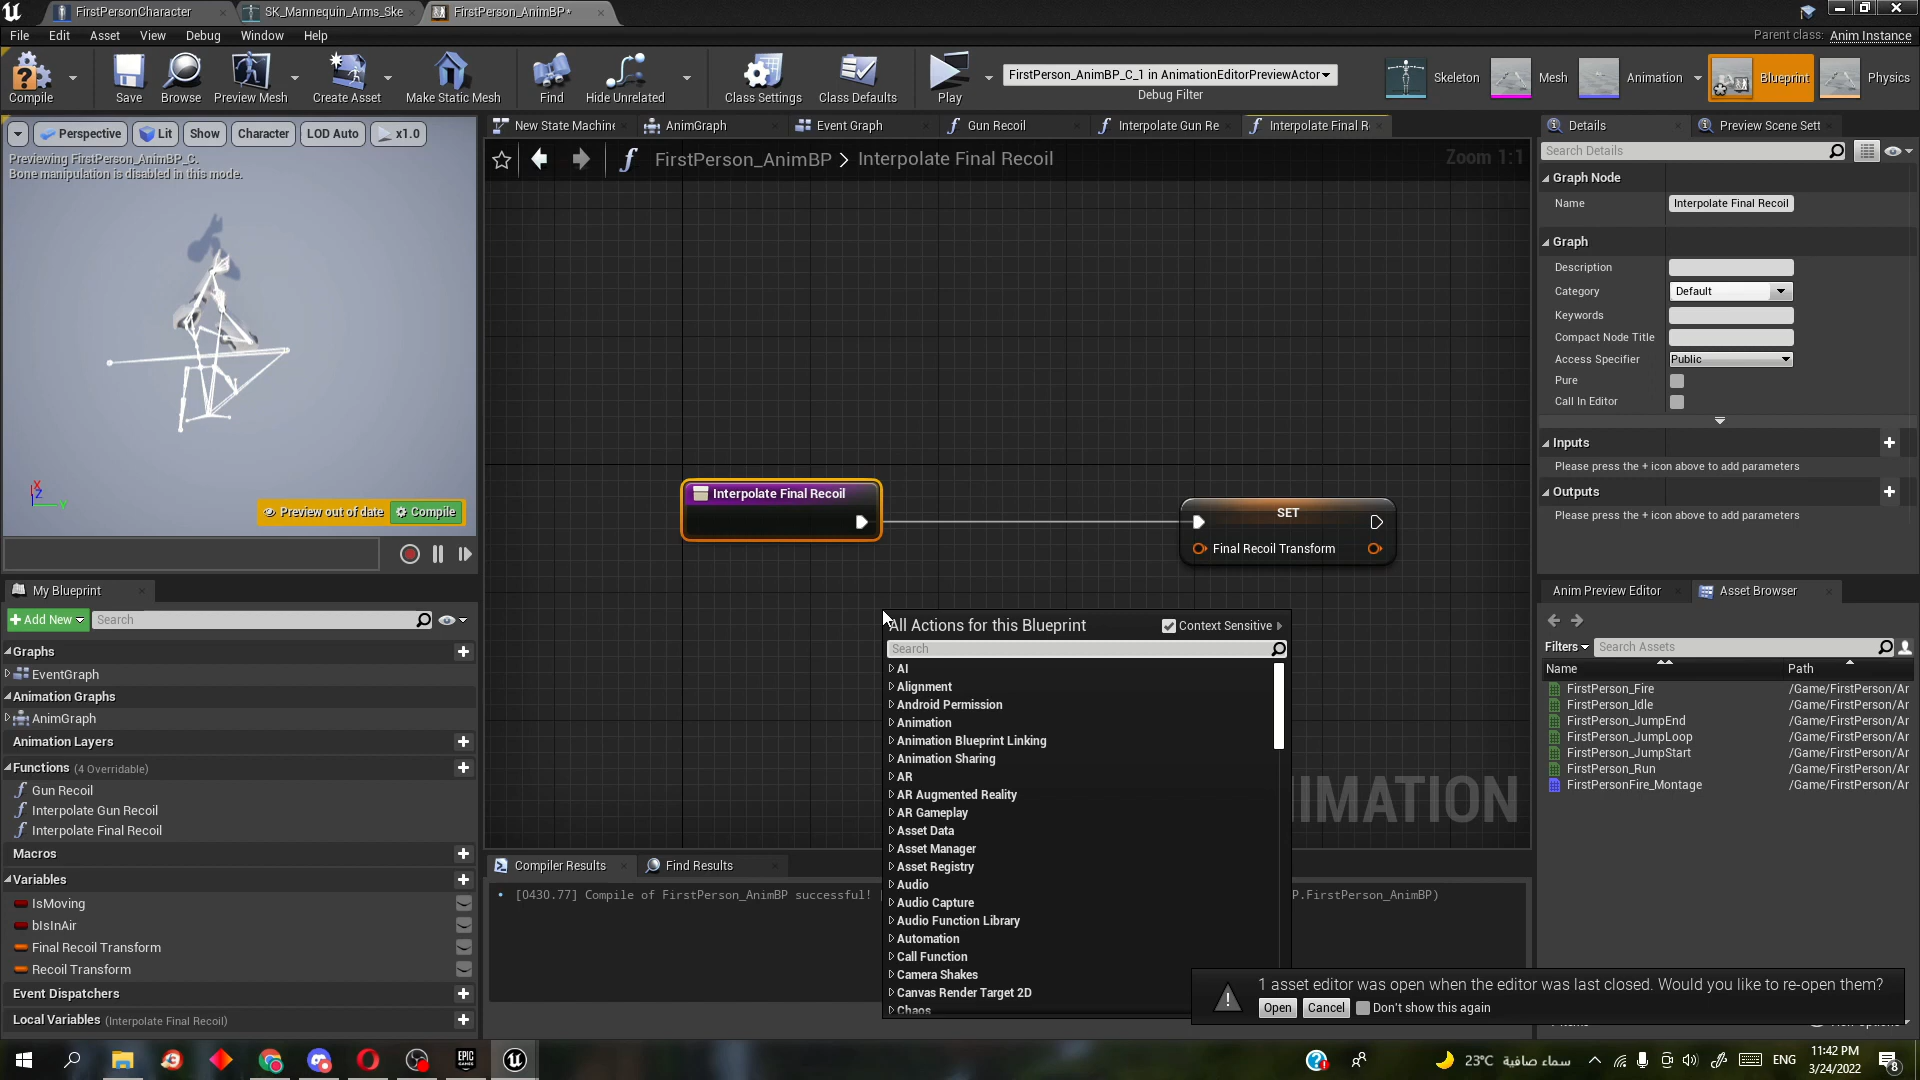 FirstPersonCharacter
SK_Mannequin_Arms_Ske
FirstPerson_AnimBP*
File Edit Asset View Debug Window Help
Parent class: Anim Instance
Compile
Save
Browse
Preview Mesh
Create Asset
Make Static Mesh
Find
Hide Unrelated
Class Settings
Class Defaults
Play
FirstPerson_AnimBP_C_1 in AnimationEditorPreviewActor
Debug Filter
Skeleton
Mesh
Animation
Blueprint
Physics
Perspective
Lit
Show
Character
LOD Auto
x1.0
Previewing FirstPerson_AnimBP_C.
Bone manipulation is disabled in this mode.
X
Z
Y
Preview out of date
Compile
New State Machine
AnimGraph
Event Graph
Gun Recoil
Interpolate Gun Re
Interpolate Final R
FirstPerson_AnimBP > Interpolate Final Recoil
Zoom 1:1
Interpolate Final Recoil
SET
Final Recoil Transform
All Actions for this Blueprint
Context Sensitive
Search
AI
Alignment
Android Permission
Animation
Animation Blueprint Linking
Animation Sharing
AR
AR Augmented Reality
AR Gameplay
Asset Data
Asset Manager
Asset Registry
Audio
Audio Capture
Audio Function Library
Automation
Call Function
Camera Shakes
Canvas Render Target 2D
Chaos
IMATION
Compiler Results
Find Results
[0430.77] Compile of FirstPerson_AnimBP successful!
P.FirstPerson_AnimBP)
My Blueprint
Add New
Search
Graphs
EventGraph
Animation Graphs
AnimGraph
Animation Layers
Functions (4 Overridable)
Gun Recoil
Interpolate Gun Recoil
Interpolate Final Recoil
Macros
Variables
IsMoving
bIsInAir
Final Recoil Transform
Recoil Transform
Event Dispatchers
Local Variables (Interpolate Final Recoil)
Details
Preview Scene Sett
Search Details
Graph Node
Name
Interpolate Final Recoil
Graph
Description
Category
Default
Keywords
Compact Node Title
Access Specifier
Public
Pure
Call In Editor
Inputs
Please press the + icon above to add parameters
Outputs
Please press the + icon above to add parameters
Anim Preview Editor
Asset Browser
Filters
Search Assets
Name
Path
FirstPerson_Fire /Game/FirstPerson/Ar
FirstPerson_Idle /Game/FirstPerson/Ar
FirstPerson_JumpEnd /Game/FirstPerson/Ar
FirstPerson_JumpLoop /Game/FirstPerson/Ar
FirstPerson_JumpStart /Game/FirstPerson/Ar
FirstPerson_Run /Game/FirstPerson/Ar
FirstPersonFire_Montage /Game/FirstPerson/Ar
1 asset editor was open when the editor was last closed. Would you like to re-open them?
Open
Cancel
Don't show this again
EPIC GAMES
23°C سماء صافية
ENG
11:42 PM
3/24/2022
8